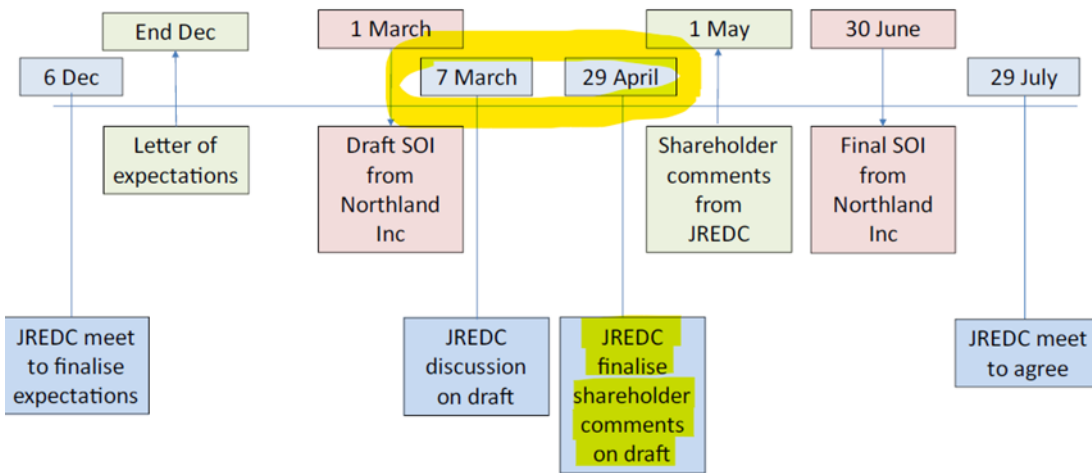 End Dec
1 March
1 May
30 June
6 Dec
7 March
29 April
29 July
Letter of
expectations
Draft SOI
from
Northland
Inc
Shareholder
comments
from
JREDC
Final SOI
from
Northland
Inc
JREDC meet
to finalise
expectations
JREDC
discussion
on draft
JREDC
finalise
shareholder
comments
on draft
JREDC meet
to agree